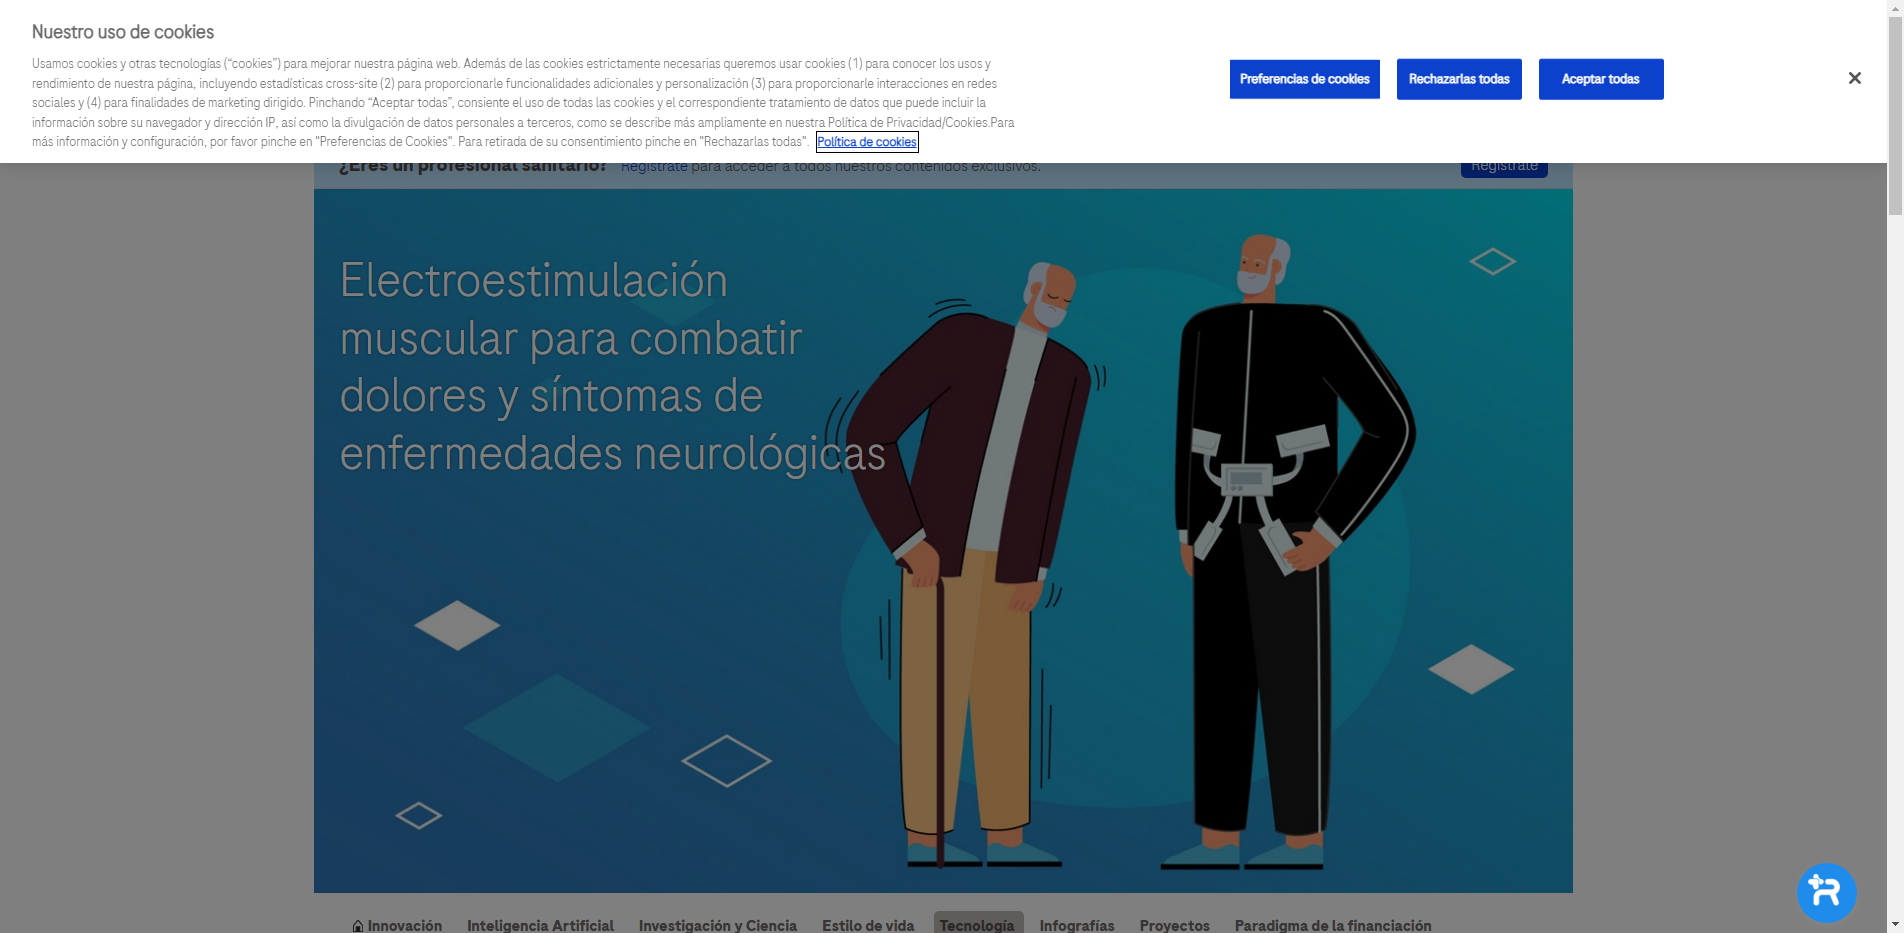 Nuestro uso de cookies
Usamos cookies y otras tecnologías (“cookies”) para mejorar nuestra página web. Además de las cookies estrictamente necesarias queremos usar cookies (1) para conocer los usos y
rendimiento de nuestra página, incluyendo estadísticas cross-site (2) para proporcionarle funcionalidades adicionales y personalización (3) para proporcionarle interacciones en redes
sociales y (4) para finalidades de marketing dirigido. Pinchando “Aceptar todas”, consiente el uso de todas las cookies y el correspondiente tratamiento de datos que puede incluir la
información sobre su navegador y dirección IP, así como la divulgación de datos personales a terceros, como se describe más ampliamente en nuestra Política de Privacidad/Cookies.Para
más información y configuración, por favor pinche en "Preferencias de Cookies". Para retirada de su consentimiento pinche en "Rechazarlas todas". Política de cookies
Preferencias de cookies
Rechazarlas todas
Aceptar todas
¿Eres un profesional sanitario? Regístrate para acceder a todos nuestros contenidos exclusivos.
Regístrate
Electroestimulación
muscular para combatir
dolores y síntomas de
enfermedades neurológicas
Innovación Inteligencia Artificial Investigación y Ciencia Estilo de vida Tecnología Infografías Proyectos Paradigma de la financiación